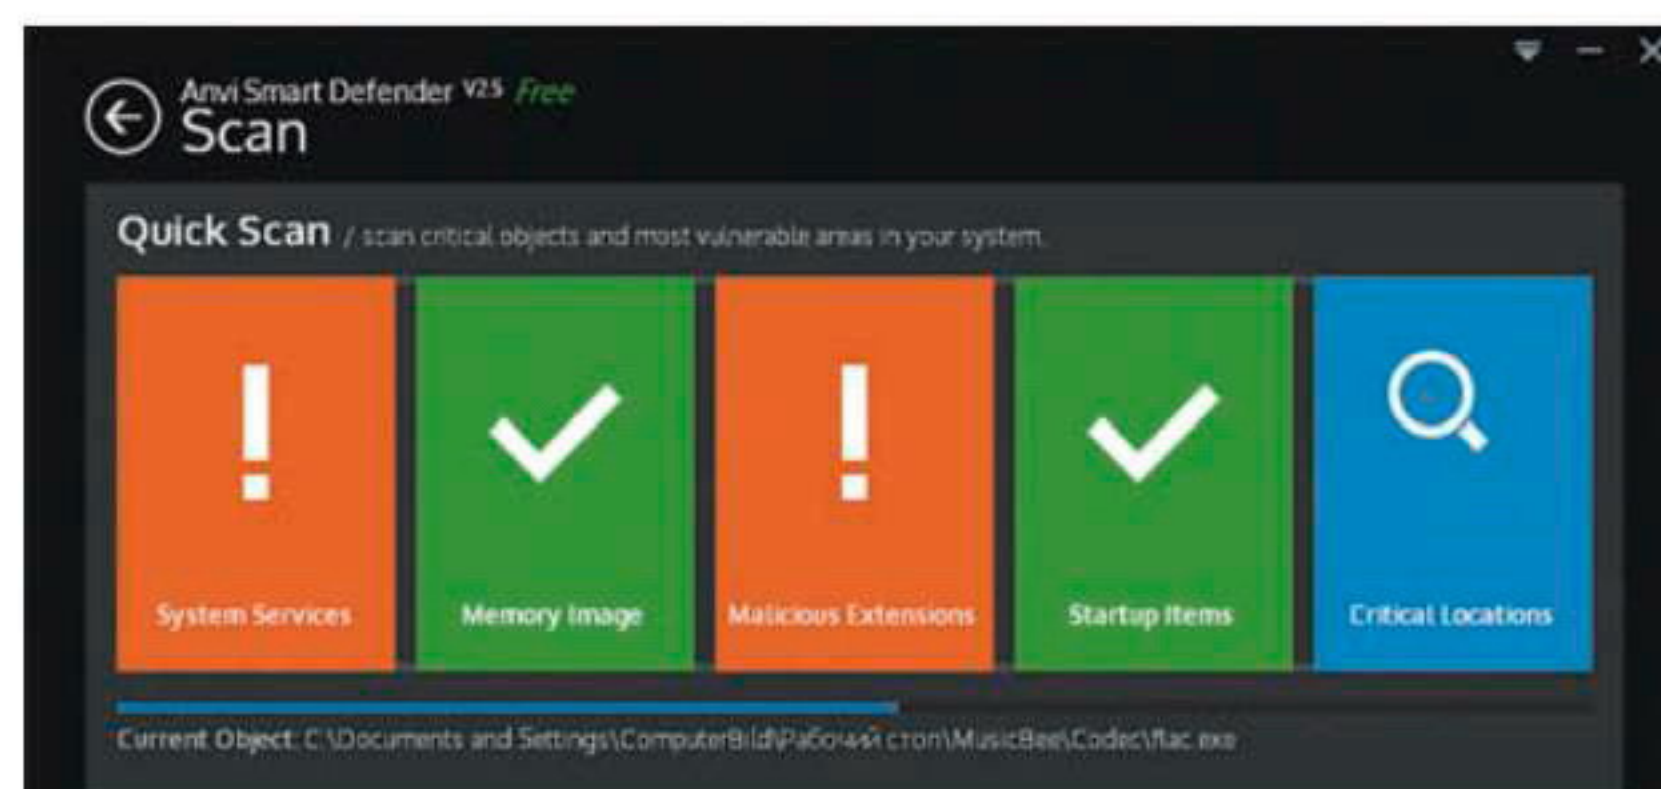 Anvi Smart Defender V2.5 Free
Scan
Quick Scan / scan critical objects and most vulnerable areas in your system.
System Services
Memory Image
Malicious Extensions
Startup Items
Critical Locations
Current Object: C:\Documents and Settings\ComputerBild\Рабочий стол\MusicBee\Codec\flac.exe